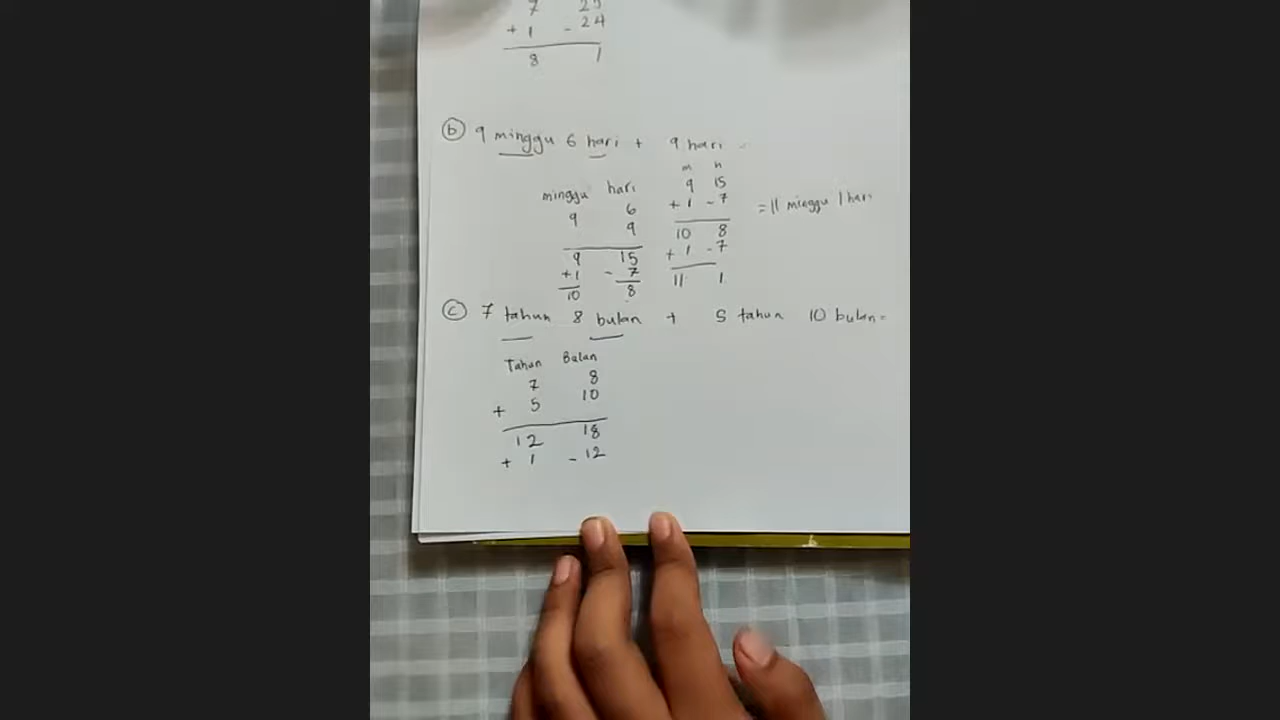 7 25
+ 1 - 24
8 1
b 9 minggu 6 hari + 9 hari
minggu hari
9 6
9
9 15
+1 - 7
10 8
m h
9 15
+ 1 - 7
10 8
+ 1 - 7
11 1
= 11 minggu 1 hari
c 7 tahun 8 bulan + 5 tahun 10 bulan =
Tahun Bulan
7 8
+ 5 10
12 18
+ 1 - 12